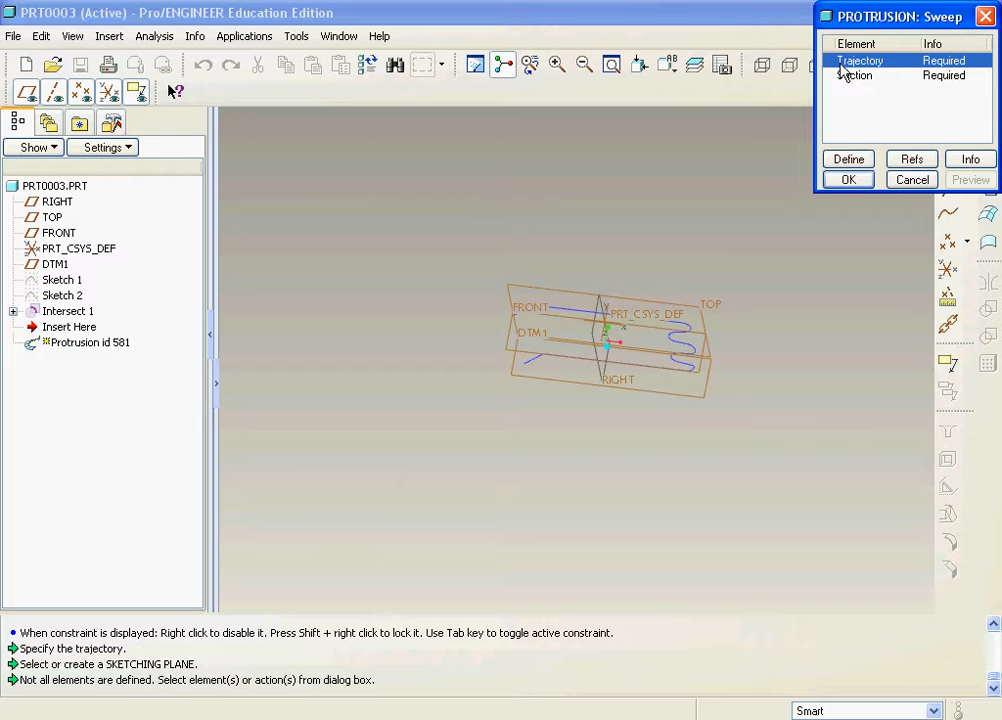 PRT0003 (Active) - Pro/ENGINEER Education Edition
File Edit View Insert Analysis Info Applications Tools Window Help
PROTRUSION: Sweep
Element Info
Trajectory Required
Required
Define Refs Info
OK Cancel Preview
Show Settings
PRT0003.PRT
RIGHT
TOP
FRONT
PRT_CSYS_DEF
DTM1
Sketch 1
Sketch 2
Intersect 1
Insert Here
Protrusion id 581
FRONT
TOP
PRT_CSYS_DEF
DTM1
RIGHT
Y
X
When constraint is displayed: Right click to disable it. Press Shift + right click to lock it. Use Tab key to toggle active constraint.
Specify the trajectory.
Select or create a SKETCHING PLANE.
Not all elements are defined. Select element(s) or action(s) from dialog box.
Smart